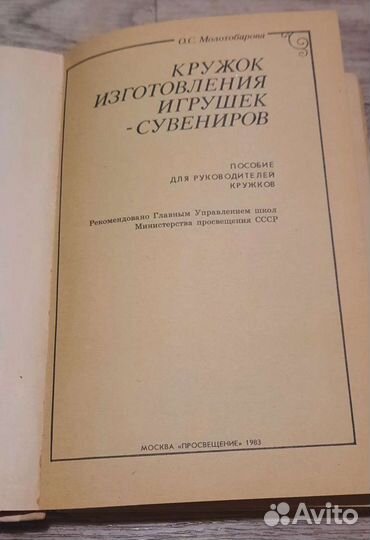 О.С. Молотобарова
КРУЖОК
ИЗГОТОВЛЕНИЯ
ИГРУШЕК
-СУВЕНИРОВ
ПОСОБИЕ
ДЛЯ РУКОВОДИТЕЛЕЙ
КРУЖКОВ
Рекомендовано Главным Управлением школ
Министерства просвещения СССР
МОСКВА «ПРОСВЕЩЕНИЕ» 1983
Avito